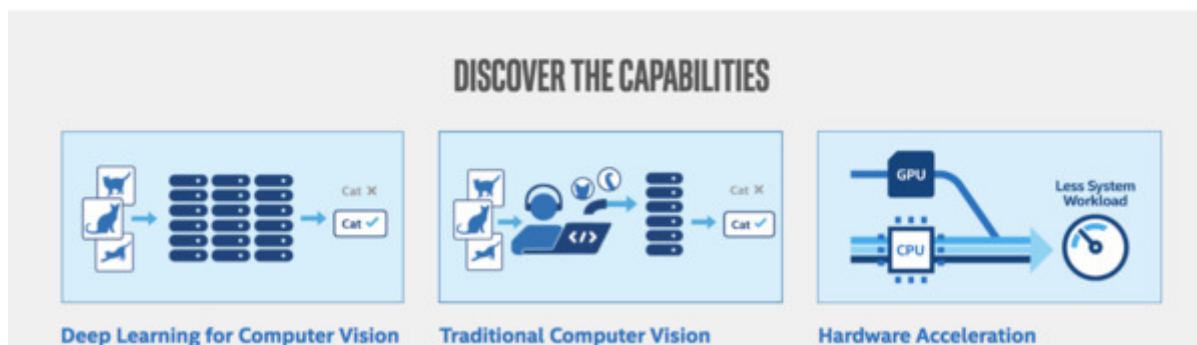 DISCOVER THE CAPABILITIES
Cat ×
Cat ✓
</>
Cat ×
Cat ✓
GPU
CPU
Less System
Workload
Deep Learning for Computer Vision
Traditional Computer Vision
Hardware Acceleration